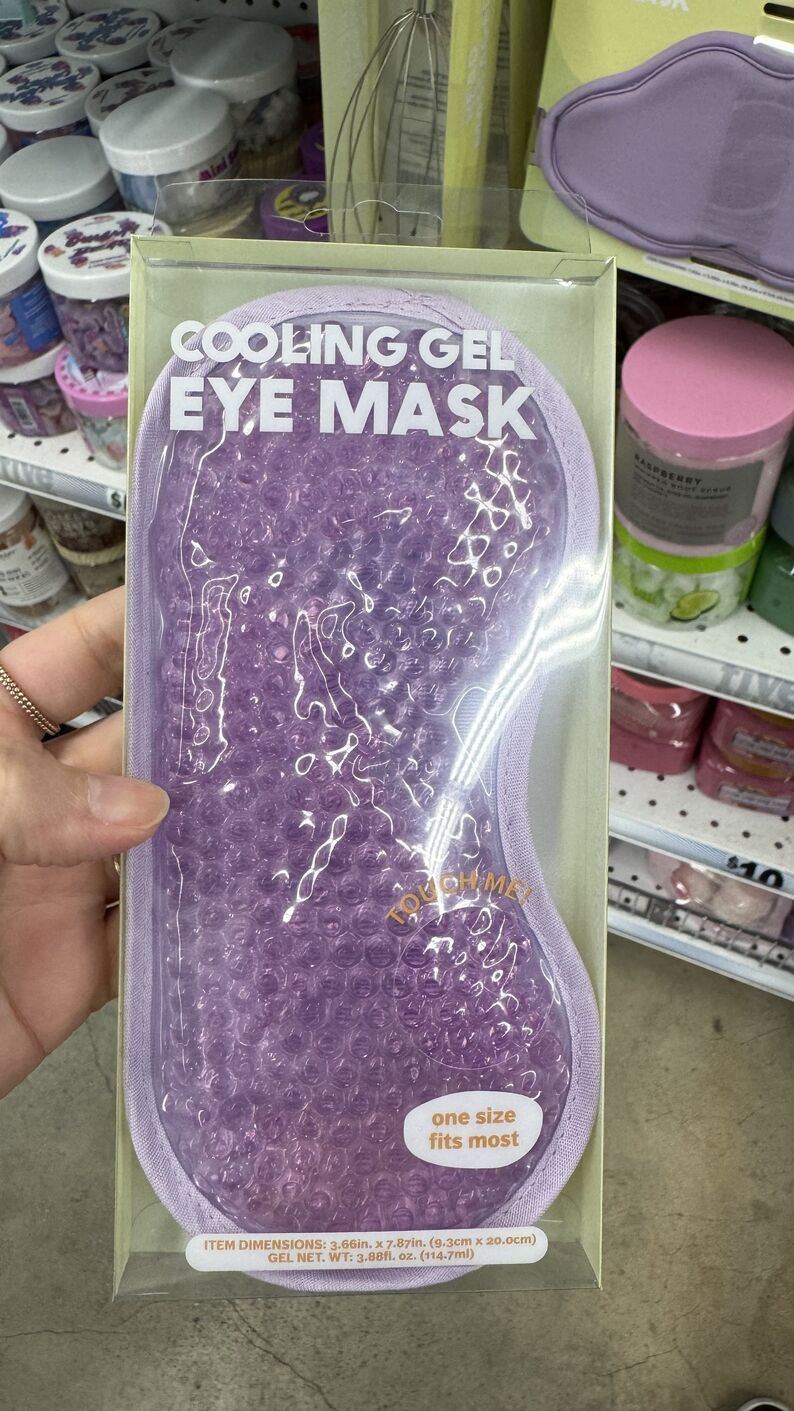 COOLING GEL
EYE MASK
TOUCH ME!
one size
fits most
ITEM DIMENSIONS: 3.66in. x 7.87in. (9.3cm x 20.0cm)
GEL NET. WT: 3.88fl. oz. (114.7ml)
RASPBERRY
$10